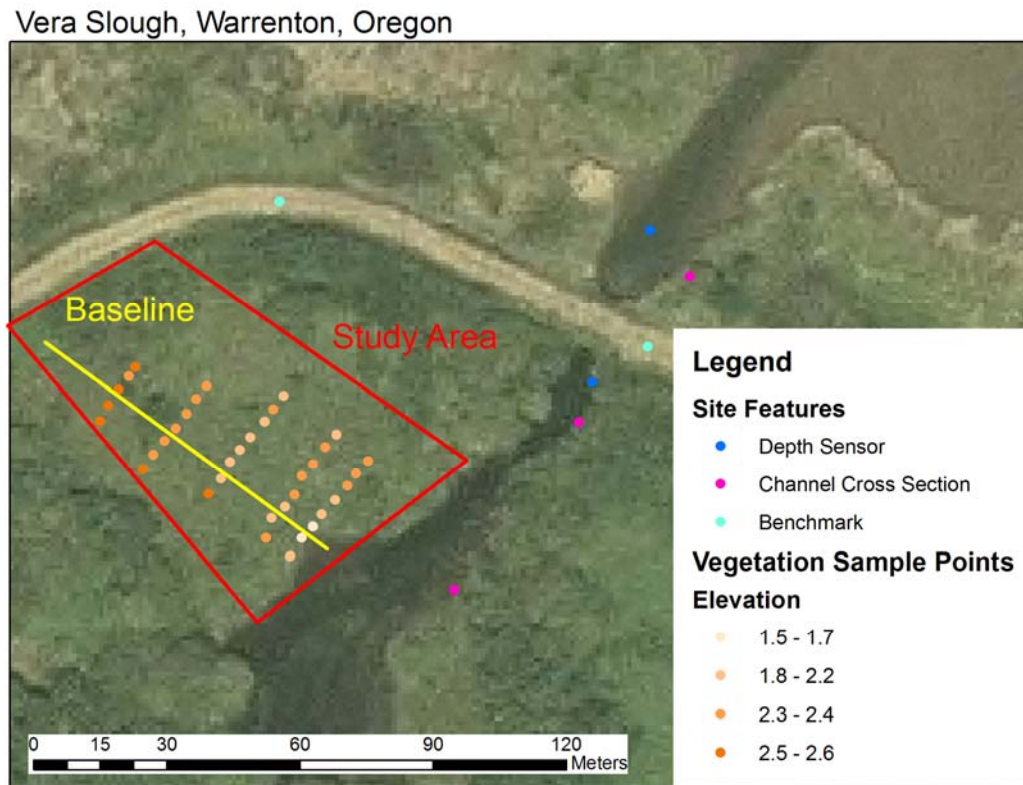 Vera Slough, Warrenton, Oregon
Baseline
Study Area
Legend
Site Features
Depth Sensor
Channel Cross Section
Benchmark
Vegetation Sample Points
Elevation
1.5 - 1.7
1.8 - 2.2
2.3 - 2.4
2.5 - 2.6
0 15 30 60 90 120
Meters